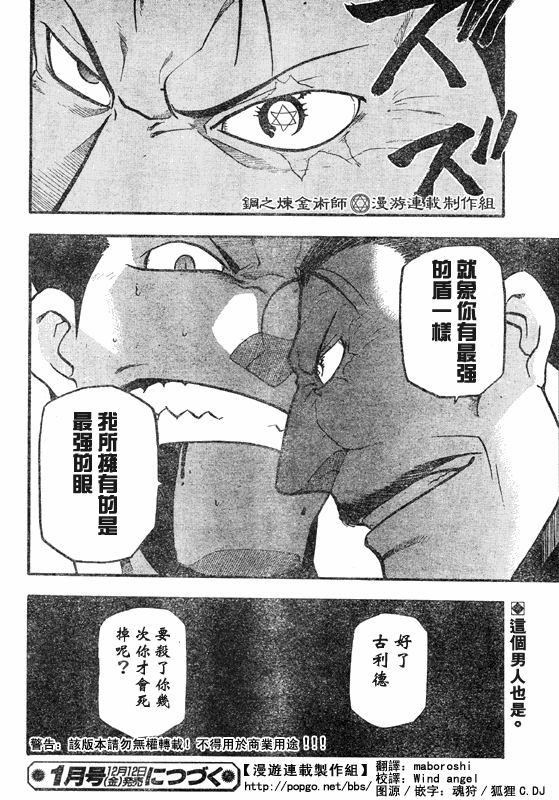 ズ
ズ
鋼之煉金術師 漫游連載制作組
就象你有最强
的盾一樣
我所擁有的是
最强的眼
這個男人也是。
好了
古利德
要殺了你幾
次你才會死
掉呢？
警告：該版本請勿無權轉載！不得用於商業用途!!!
1月号 12月12日(金)発売 につづく
【漫遊連載製作組】
http://popgo.net/bbs/
翻譯：maboroshi
校譯：Wind angel
图源／嵌字：魂狩／狐狸C.DJ